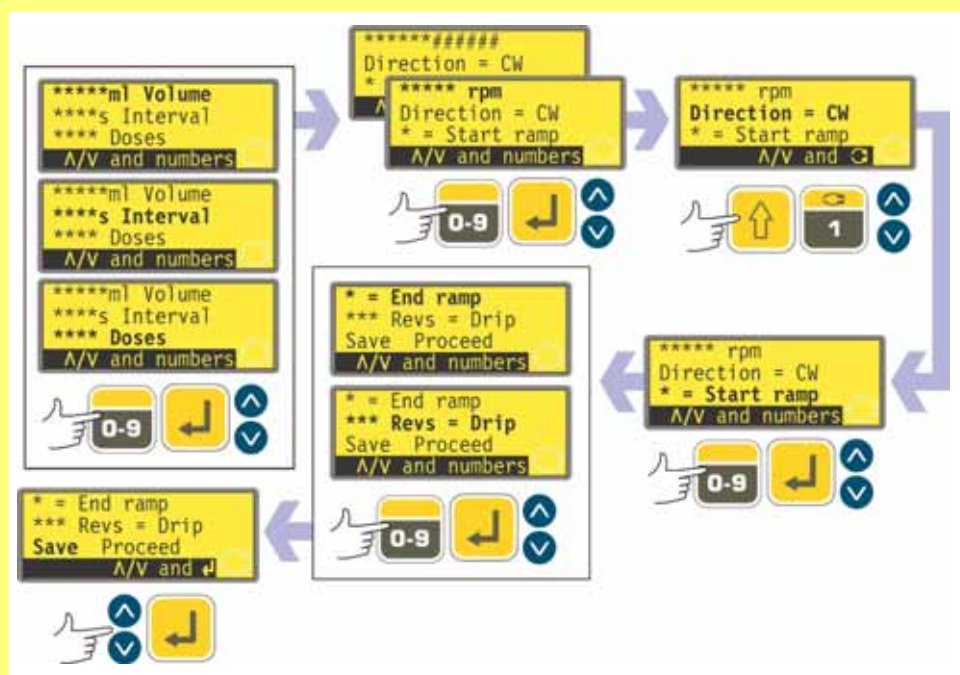 *****ml Volume
****s Interval
**** Doses
∧/∨ and numbers
*****ml Volume
****s Interval
**** Doses
∧/∨ and numbers
*****ml Volume
****s Interval
**** Doses
∧/∨ and numbers
0-9
******######
Direction = CW
*
∧
***** rpm
Direction = CW
* = Start ramp
∧/∨ and numbers
0-9
***** rpm
Direction = CW
* = Start ramp
∧/∨ and
1
***** rpm
Direction = CW
* = Start ramp
∧/∨ and numbers
0-9
* = End ramp
*** Revs = Drip
Save Proceed
∧/∨ and numbers
* = End ramp
*** Revs = Drip
Save Proceed
∧/∨ and numbers
0-9
* = End ramp
*** Revs = Drip
Save Proceed
∧/∨ and ↵